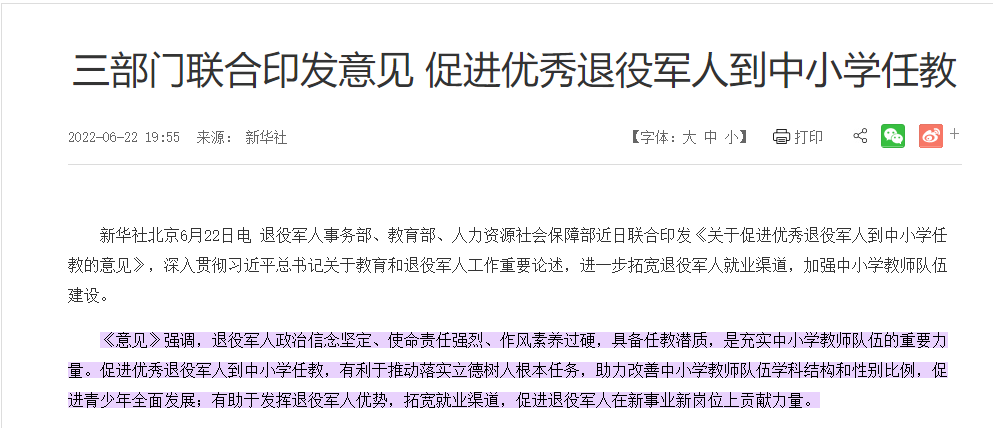 三部门联合印发意见 促进优秀退役军人到中小学任教
2022-06-22 19:55 来源： 新华社 【字体：大 中 小】 打印 +
新华社北京6月22日电 退役军人事务部、教育部、人力资源社会保障部近日联合印发《关于促进优秀退役军人到中小学任
教的意见》，深入贯彻习近平总书记关于教育和退役军人工作重要论述，进一步拓宽退役军人就业渠道，加强中小学教师队伍
建设。
《意见》强调，退役军人政治信念坚定、使命责任强烈、作风素养过硬，具备任教潜质，是充实中小学教师队伍的重要力
量。促进优秀退役军人到中小学任教，有利于推动落实立德树人根本任务，助力改善中小学教师队伍学科结构和性别比例，促
进青少年全面发展；有助于发挥退役军人优势，拓宽就业渠道，促进退役军人在新事业新岗位上贡献力量。